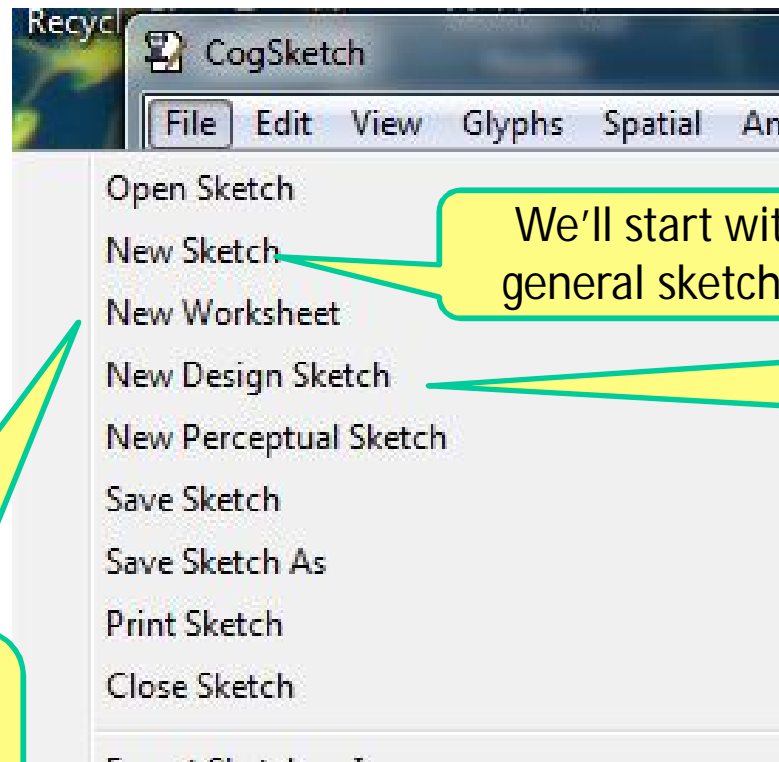 Recycl
CogSketch
File Edit View Glyphs Spatial An
Open Sketch
New Sketch
We'll start wit
general sketch
New Worksheet
New Design Sketch
New Perceptual Sketch
Save Sketch
Save Sketch As
Print Sketch
Close Sketch